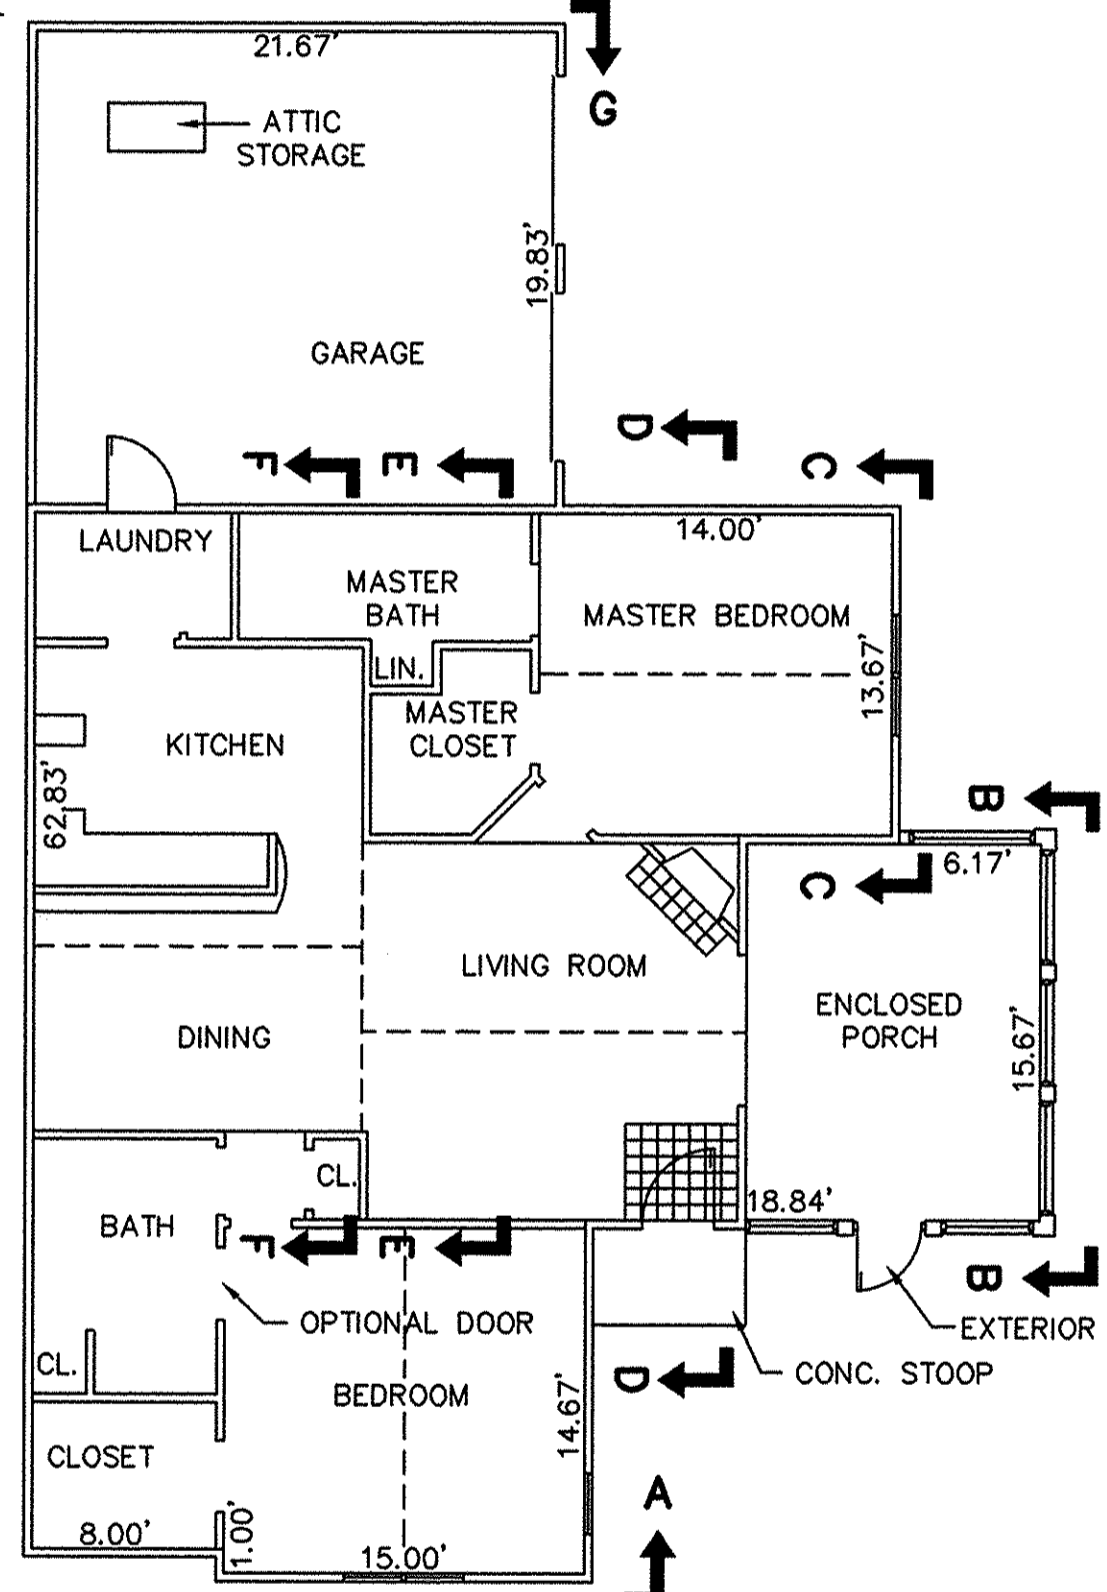 21.67'
ATTIC
STORAGE
G
19.83'
GARAGE
D
C
F
E
LAUNDRY
14.00'
MASTER
BATH
MASTER BEDROOM
LIN.
13.67'
MASTER
CLOSET
KITCHEN
62.83'
B
6.17'
C
LIVING ROOM
ENCLOSED
PORCH
DINING
15.67'
CL.
18.84'
BATH
F
E
B
OPTIONAL DOOR
EXTERIOR
CL.
CONC. STOOP
D
BEDROOM
14.67'
CLOSET
A
8.00'
1.00'
15.00'